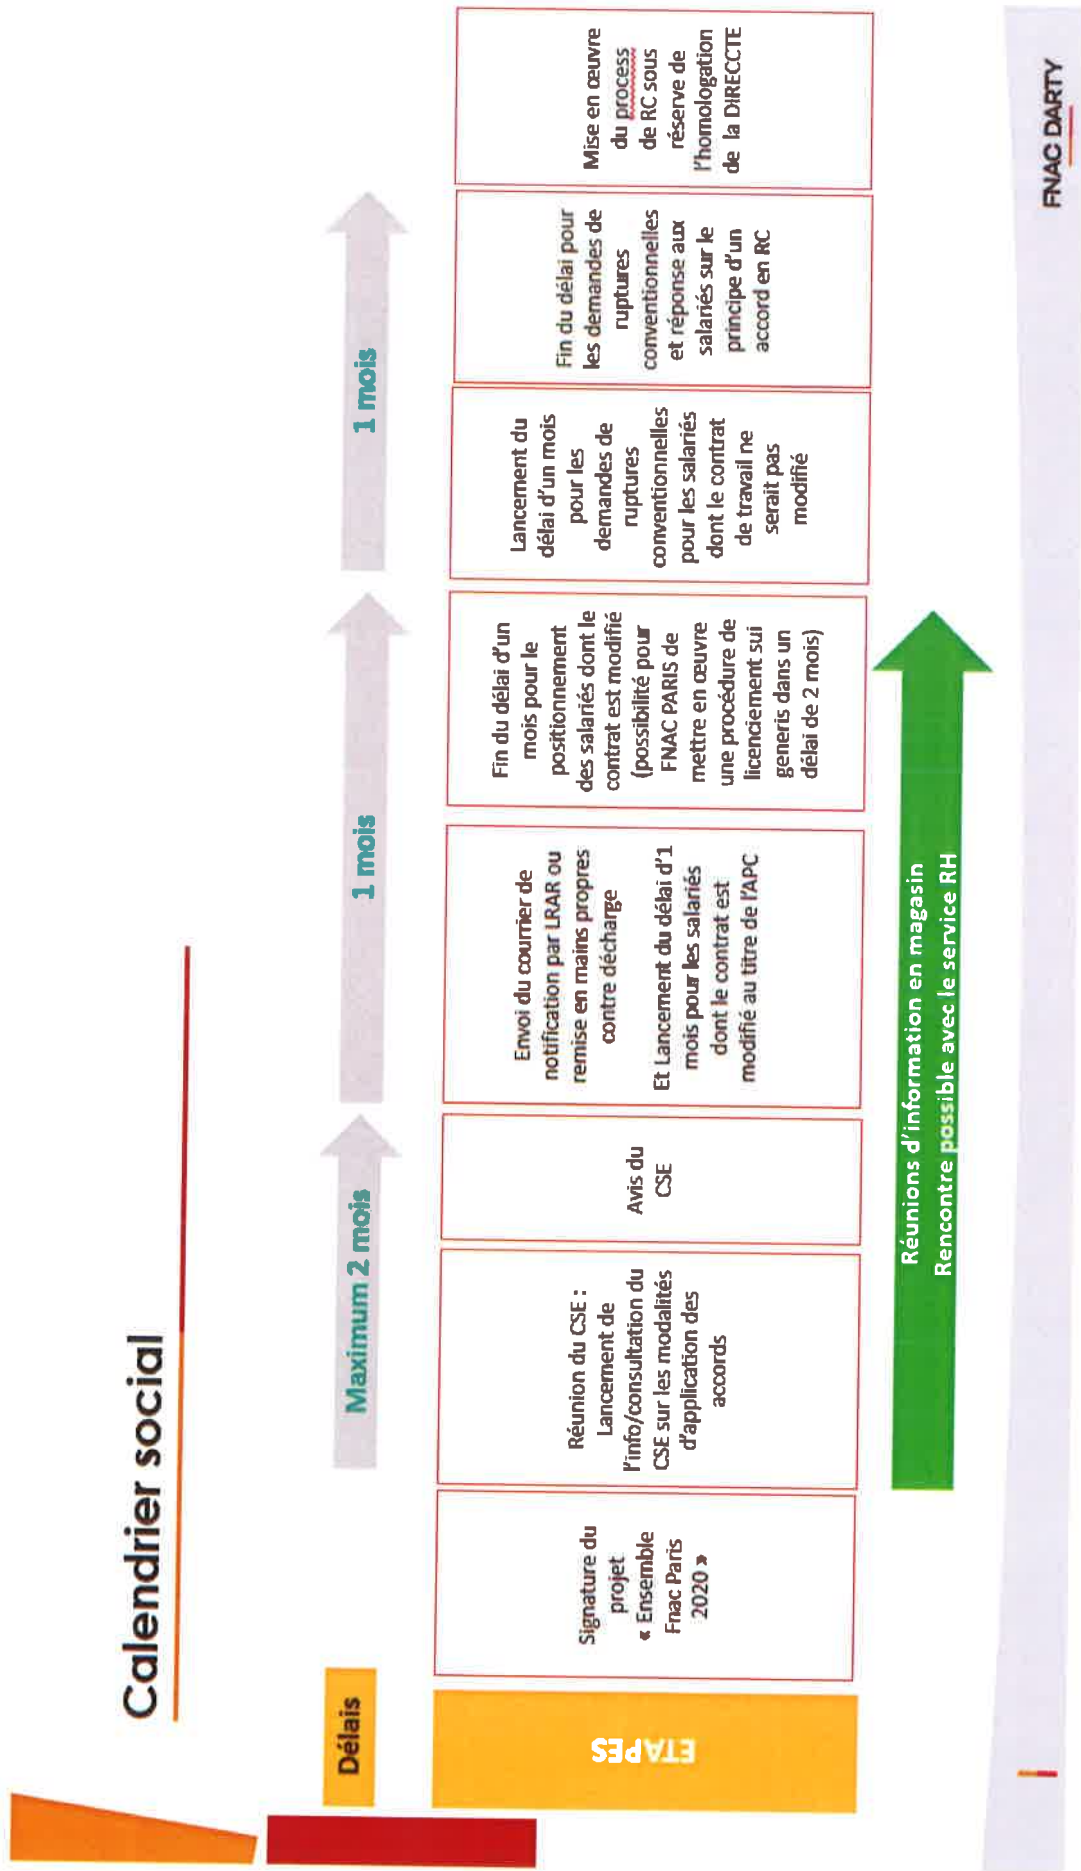 Calendrier social
Délais
Maximum 2 mois
1 mois
1 mois
ETAPES
Signature du
projet
« Ensemble
Fnac Paris
2020 »
Réunion du CSE :
Lancement de
l'info/consultation du
CSE sur les modalités
d'application des
accords
Avis du
CSE
Envoi du courrier de
notification par LRAR ou
remise en mains propres
contre décharge
Et Lancement du délai d'1
mois pour les salariés
dont le contrat est
modifié au titre de l'APC
Fin du délai d'un
mois pour le
positionnement
des salariés dont le
contrat est modifié
(possibilité pour
FNAC PARIS de
mettre en œuvre
une procédure de
licenciement sui
generis dans un
délai de 2 mois)
Lancement du
délai d'un mois
pour les
demandes de
ruptures
conventionnelles
pour les salariés
dont le contrat
de travail ne
serait pas
modifié
Fin du délai pour
les demandes de
ruptures
conventionnelles
et réponse aux
salariés sur le
principe d'un
accord en RC
Mise en œuvre
du process
de RC sous
réserve de
l'homologation
de la DIRECCTE
Réunions d'information en magasin
Rencontre possible avec le service RH
FNAC DARTY